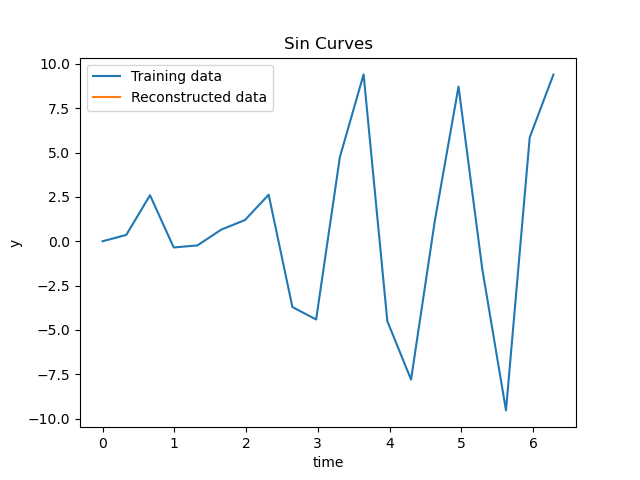 Sin Curves
Training data
Reconstructed data
10.0
7.5
5.0
2.5
0.0
−2.5
−5.0
−7.5
−10.0
y
0 1 2 3 4 5 6
time